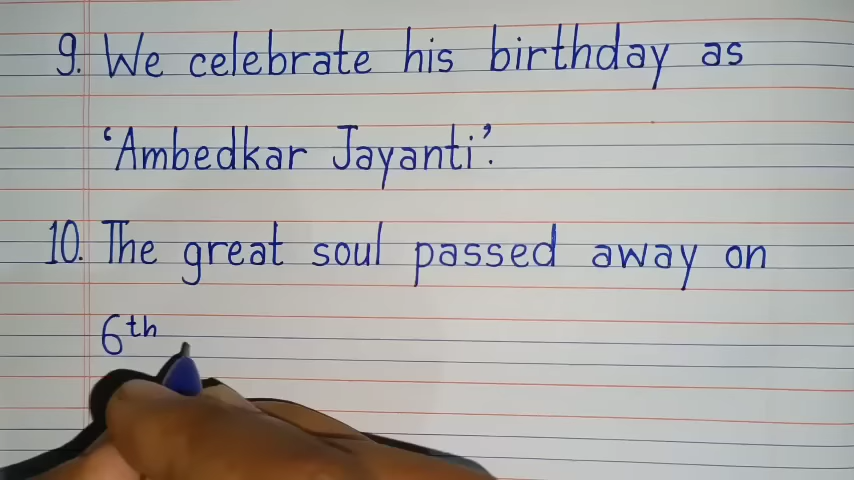 9. We celebrate his birthday as
‘Ambedkar Jayanti’.
10. The great soul passed away on
6th